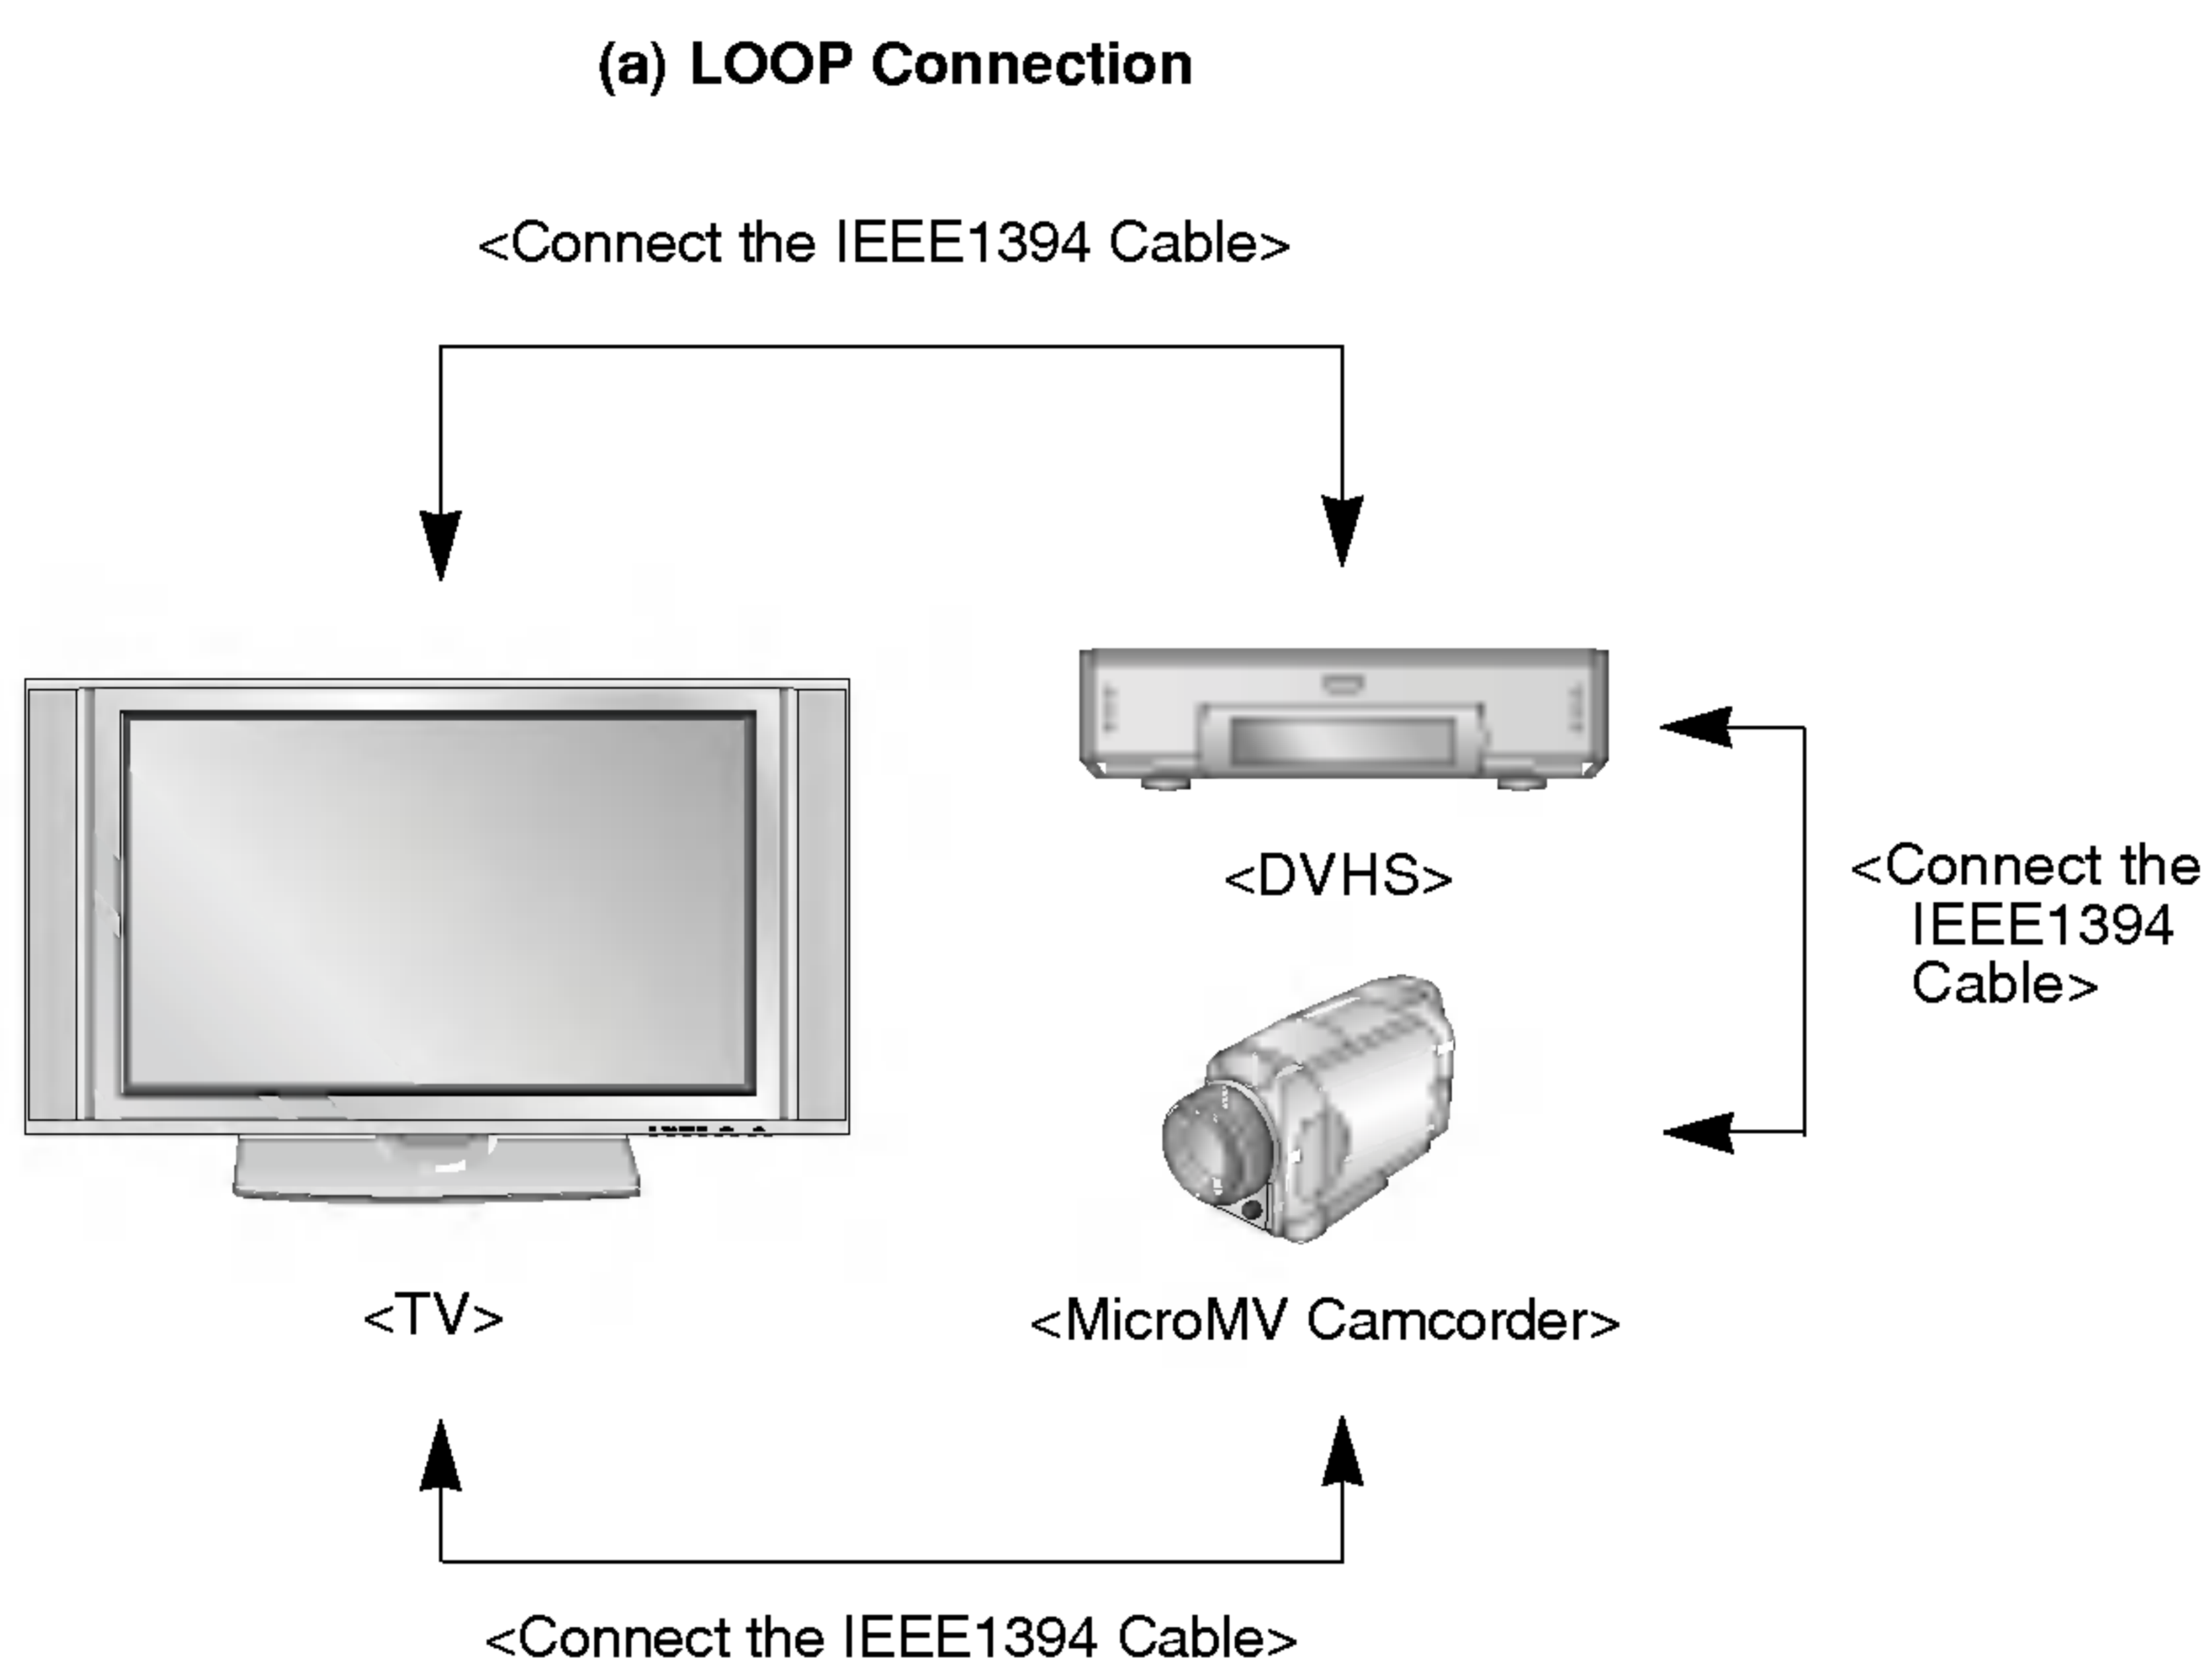 (a) LOOP Connection
<Connect the IEEE1394 Cable>
<DVHS>
<Connect the
IEEE1394
Cable>
<TV>
<MicroMV Camcorder>
<Connect the IEEE1394 Cable>